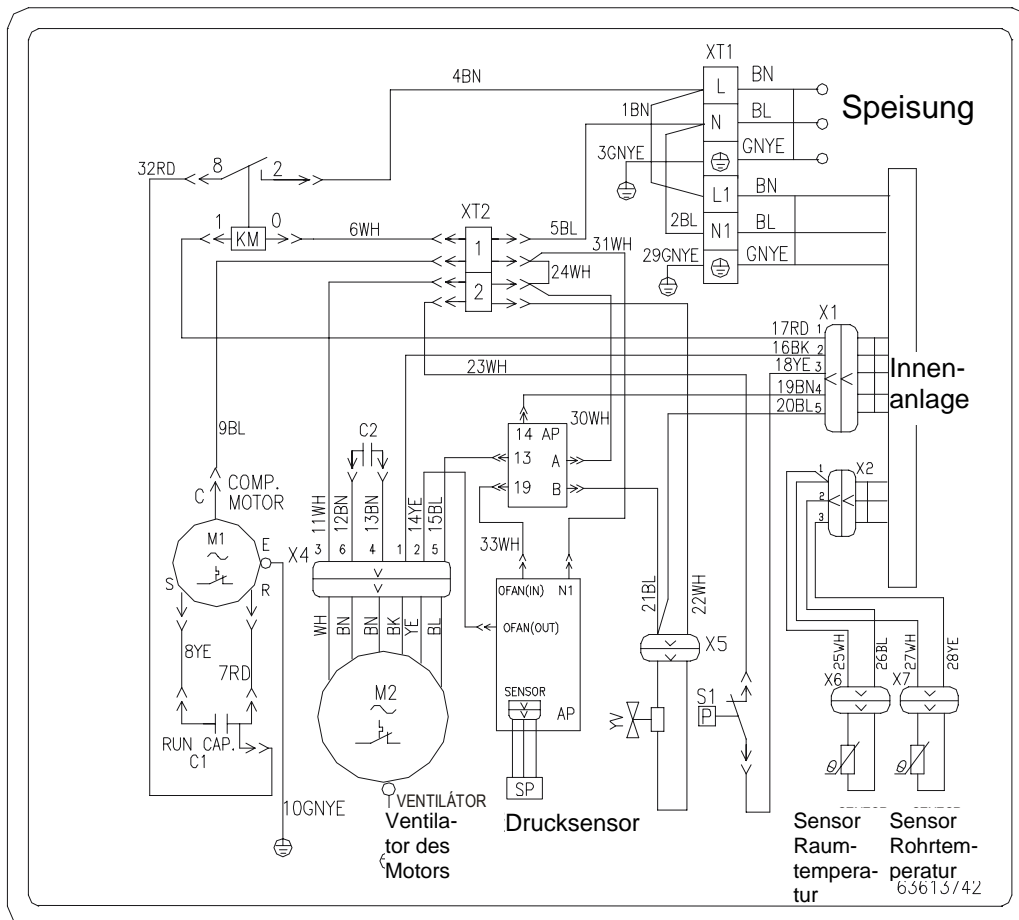 XT1
4BN
L
BN
Speisung
1BN
N
BL
3GNYE
GNYE
32RD
8
2
L1
BN
XT2
2BL
N1
BL
1
KM
0
6WH
1
5BL
31WH
29GNYE
GNYE
24WH
2
X1
17RD 1
16BK 2
18YE 3
23WH
19BN 4
20BL 5
Innen-
anlage
9BL
C2
30WH
14 AP
13
A
19
B
X2
1
2
3
C
COMP.
MOTOR
11WH
12BN
13BN
14YE
15BL
M1
E
S
R
X4
3
6
4
1
2
5
33WH
OFAN(IN)
N1
OFAN(OUT)
21BL
22WH
X5
8YE
7RD
WH
BN
BN
BK
YE
BL
M2
SENSOR
AP
YV
S1
P
25WH
26BL
27WH
28YE
X6
X7
θ
θ
RUN CAP.
C1
SP
10GNYE
VENTILÁTOR
Ventila-
tor des
Motors
Drucksensor
Sensor
Raum-
tempera-
tur
Sensor
Rohrtem-
peratur
63613742